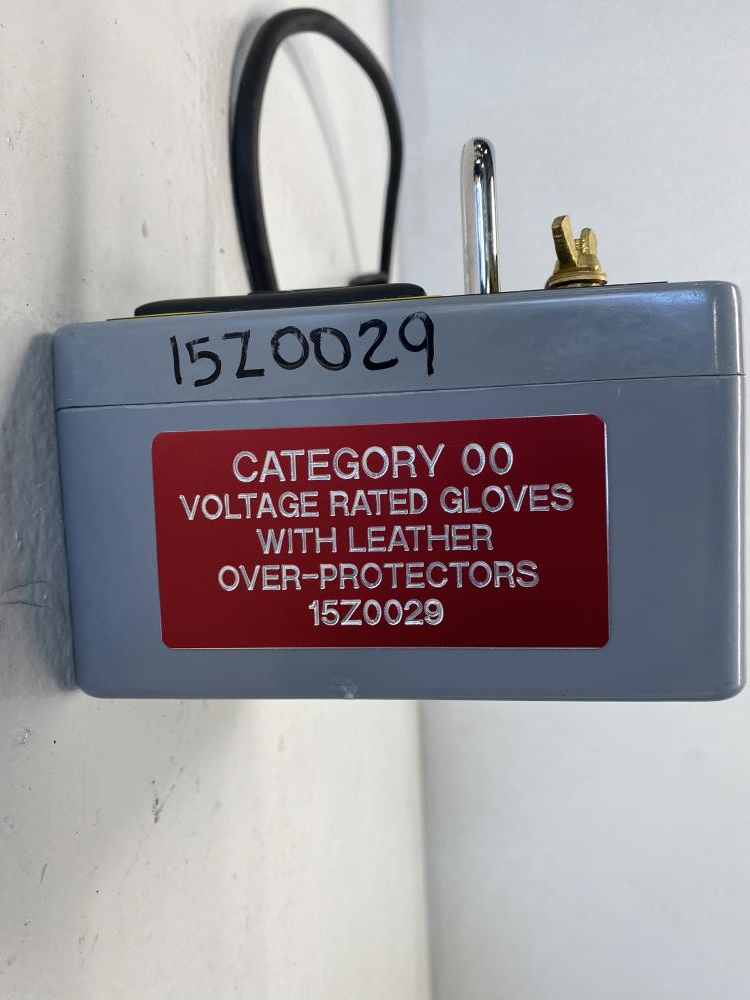 15Z0029
CATEGORY 00
VOLTAGE RATED GLOVES
WITH LEATHER
OVER-PROTECTORS
15Z0029